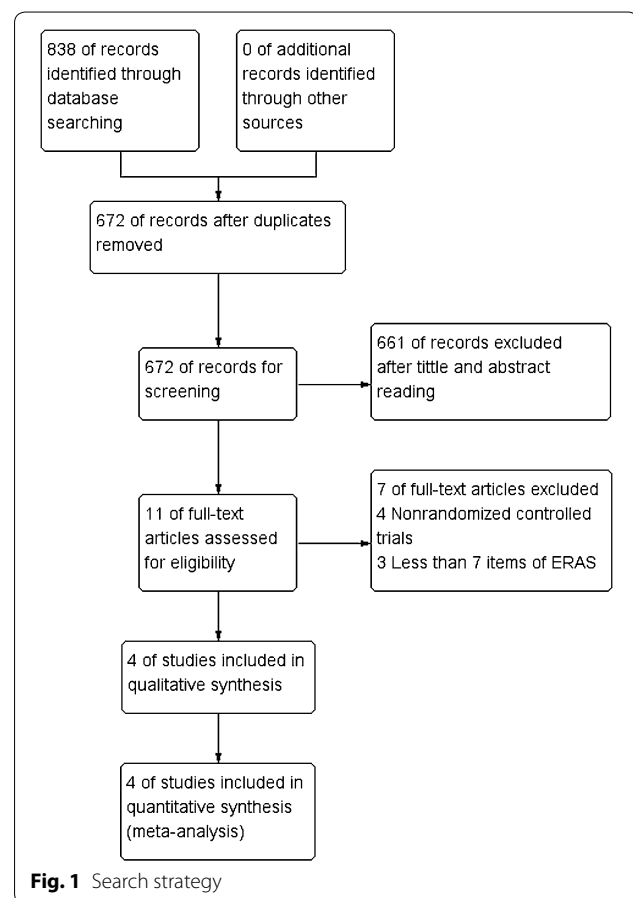 838 of records
identified through
database
searching
0 of additional
records identified
through other
sources
672 of records after duplicates
removed
672 of records for
screening
661 of records excluded
after tittle and abstract
reading
11 of full-text
articles assessed
for eligibility
7 of full-text articles excluded
4 Nonrandomized controlled
trials
3 Less than 7 items of ERAS
4 of studies included in
qualitative synthesis
4 of studies included in
quantitative synthesis
(meta-analysis)
Fig. 1 Search strategy